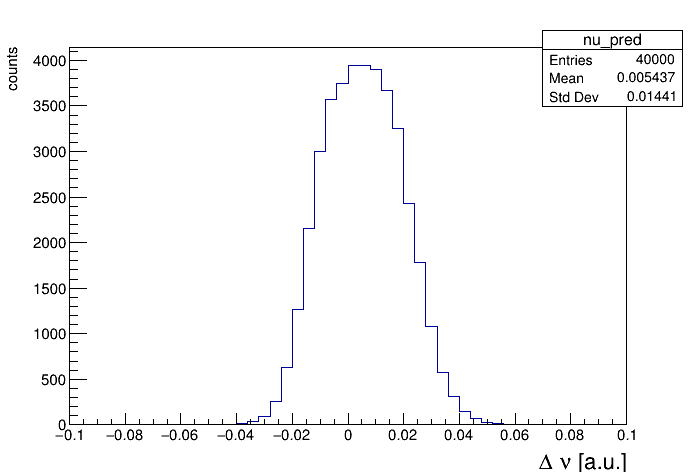 nu_pred
Entries 40000
Mean 0.005437
Std Dev 0.01441
counts
4000
3500
3000
2500
2000
1500
1000
500
0
−0.1 −0.08 −0.06 −0.04 −0.02 0 0.02 0.04 0.06 0.08 0.1
Δ ν [a.u.]